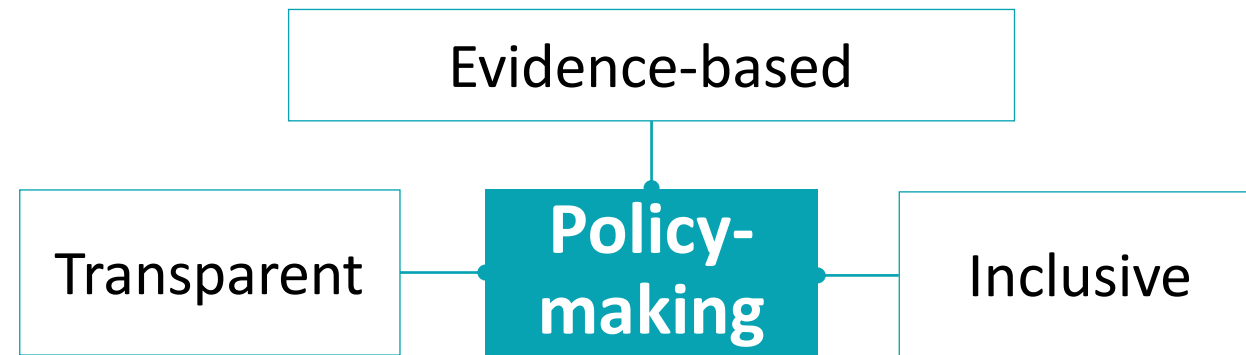 Evidence-based
Transparent
Policy-
making
Inclusive